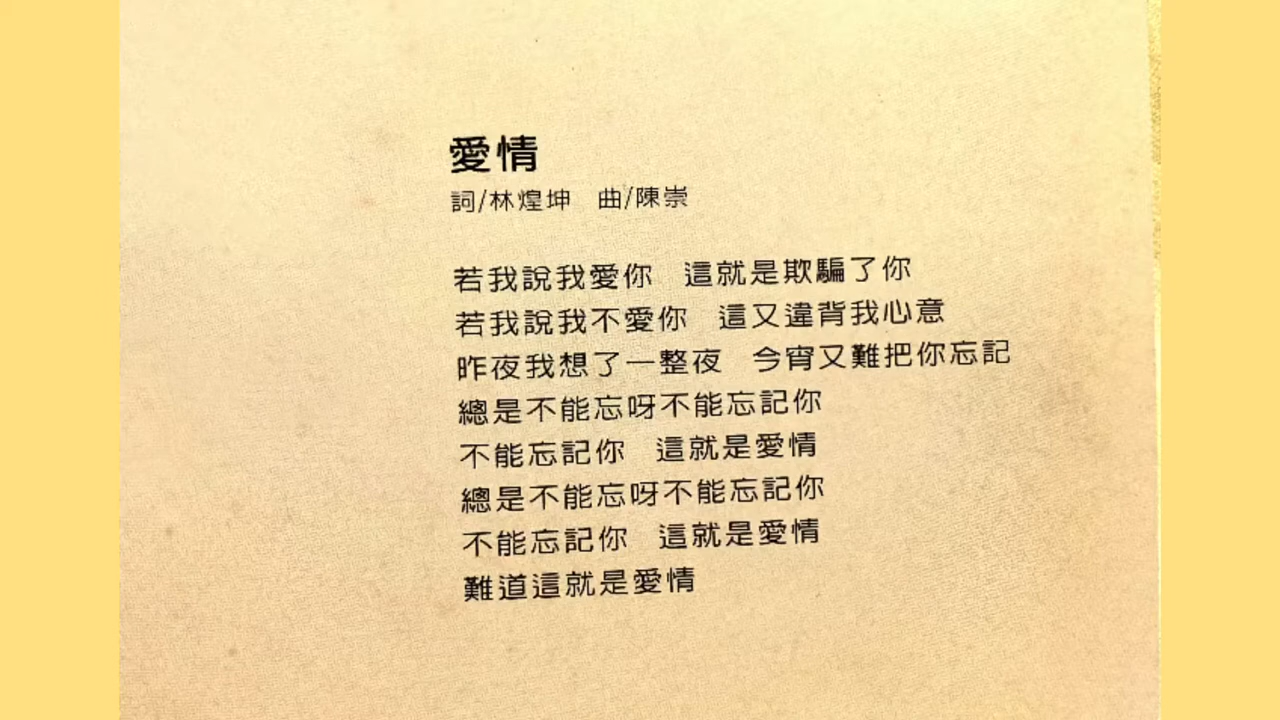 愛情
詞/林煌坤　曲/陳崇
若我說我愛你　這就是欺騙了你
若我說我不愛你　這又違背我心意
昨夜我想了一整夜　今宵又難把你忘記
總是不能忘呀不能忘記你
不能忘記你　這就是愛情
總是不能忘呀不能忘記你
不能忘記你　這就是愛情
難道這就是愛情